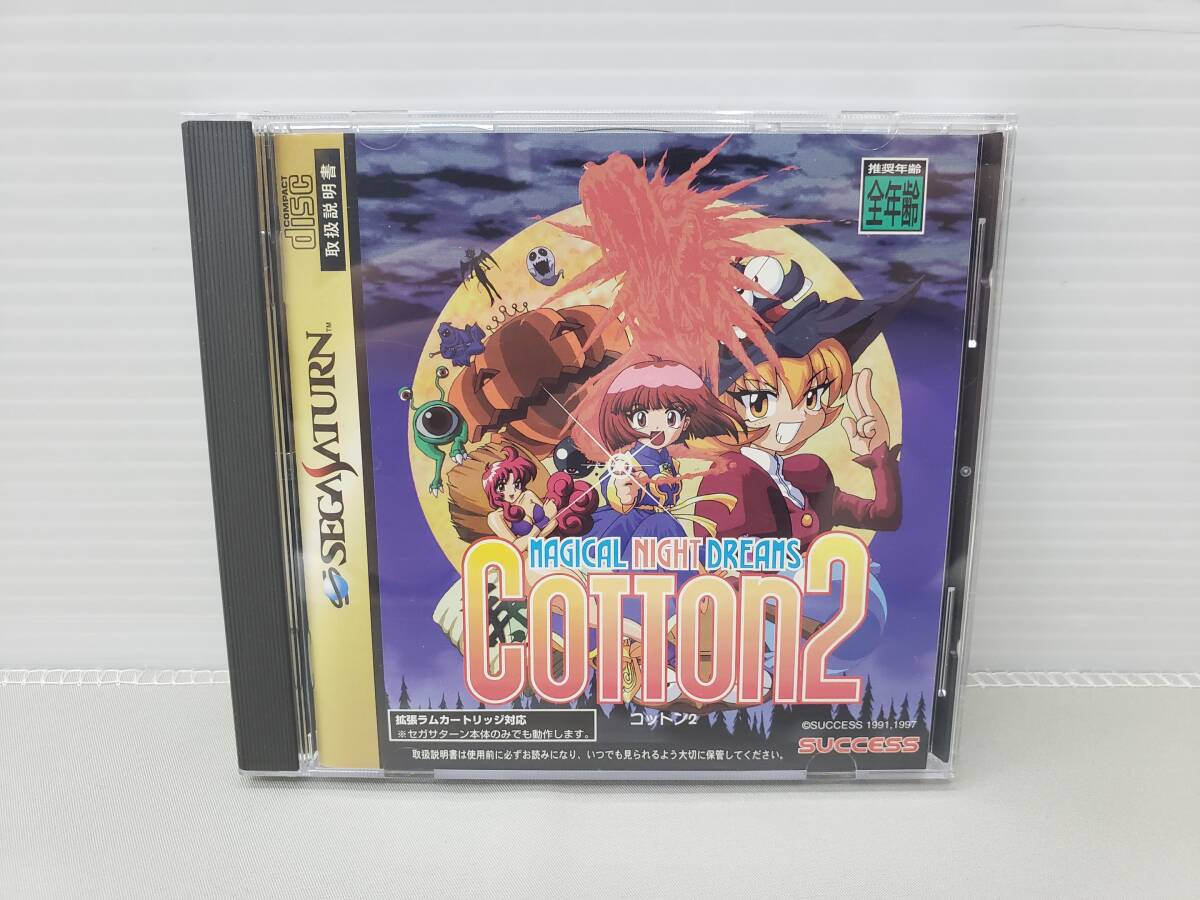 COMPACT
disc
取扱説明書
SEGA SATURN™
推奨年齢
全年齢
MAGICAL NIGHT DREAMS
COTTON2
コットン2
拡張ラムカートリッジ対応
※セガサターン本体のみでも動作します。
©SUCCESS 1991,1997
SUCCESS
取扱説明書は使用前に必ずお読みになり、いつでも見られるよう大切に保管してください。